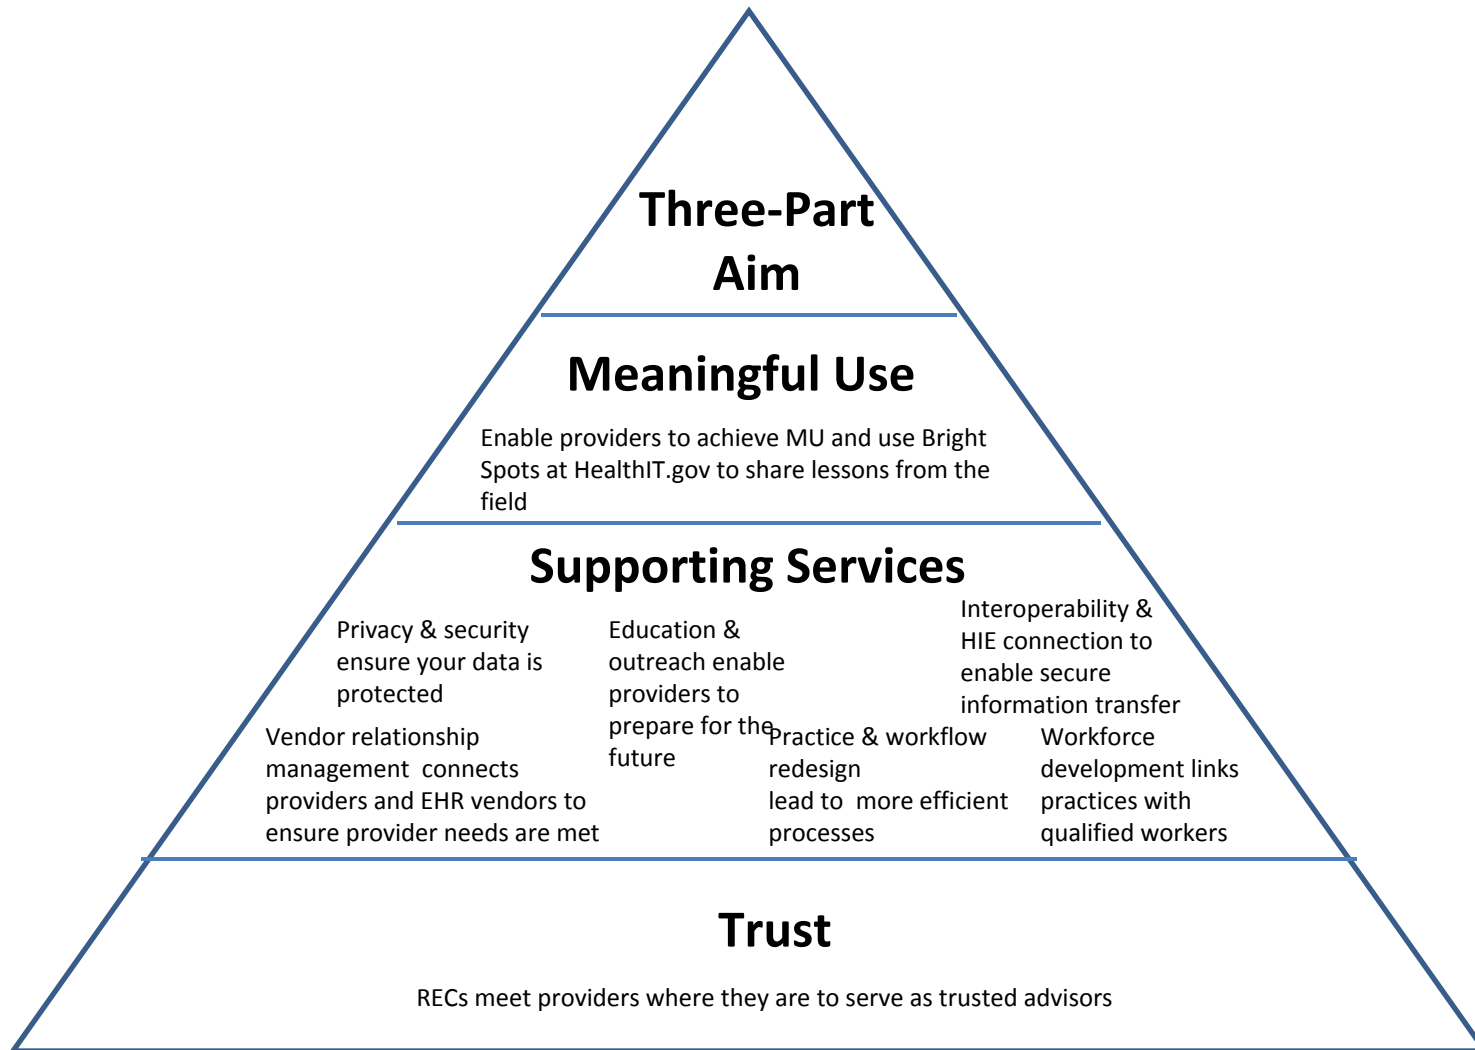 Three-Part
Aim
Meaningful Use
Enable providers to achieve MU and use Bright
Spots at HealthIT.gov to share lessons from the
field
Supporting Services
Privacy & security
ensure your data is
protected
Education &
outreach enable
providers to
prepare for the
future
Interoperability &
HIE connection to
enable secure
information transfer
Vendor relationship
management connects
providers and EHR vendors to
ensure provider needs are met
Practice & workflow
redesign
lead to more efficient
processes
Workforce
development links
practices with
qualified workers
Trust
RECs meet providers where they are to serve as trusted advisors